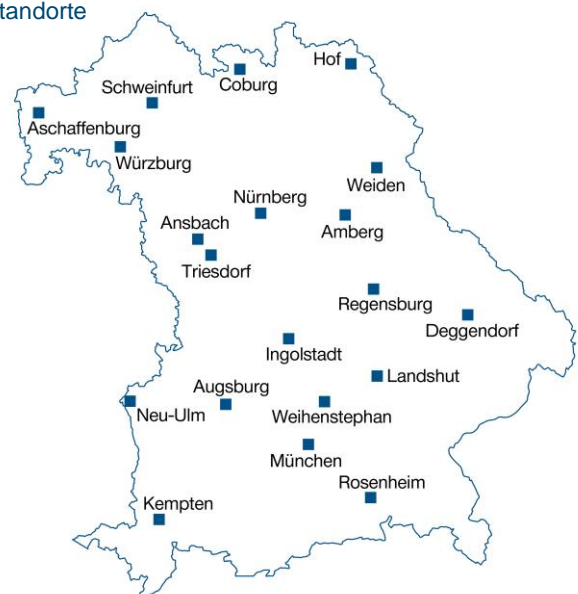 tandorte
Hof
Coburg
Schweinfurt
Aschaffenburg
Würzburg
Weiden
Nürnberg
Ansbach
Amberg
Triesdorf
Regensburg
Deggendorf
Ingolstadt
Landshut
Augsburg
Neu-Ulm
Weihenstephan
München
Rosenheim
Kempten